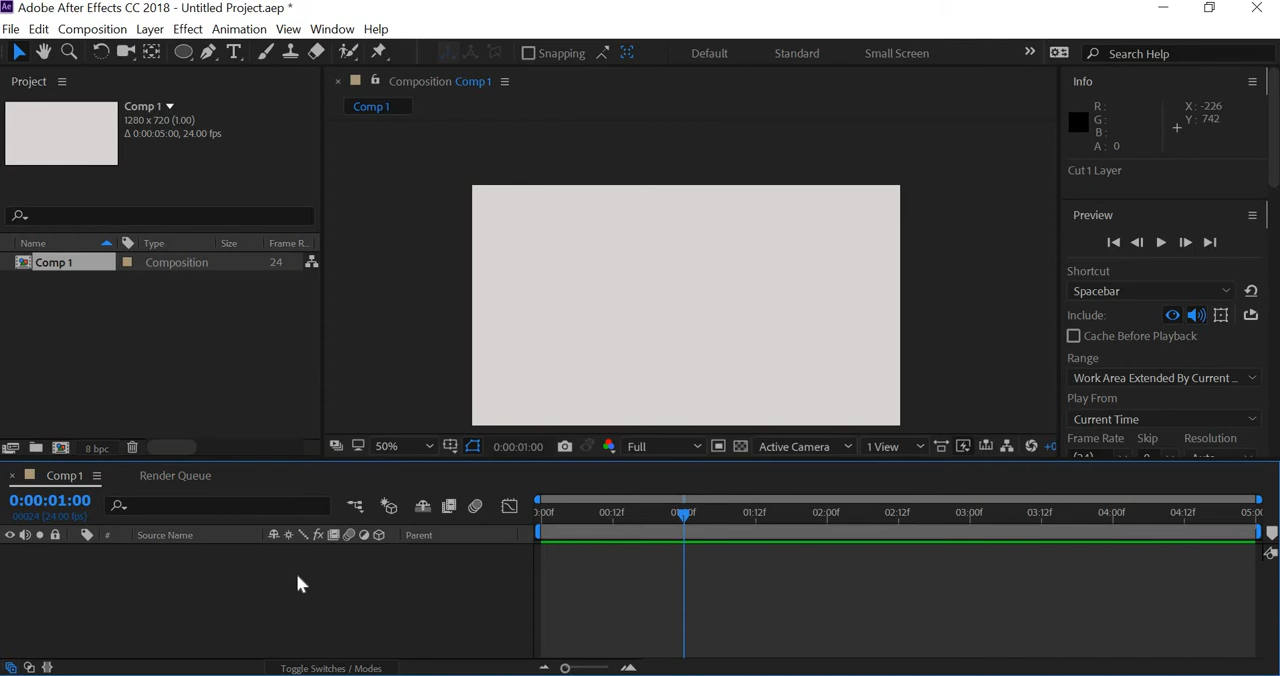 Ae Adobe After Effects CC 2018 - Untitled Project.aep *
File Edit Composition Layer Effect Animation View Window Help
T Snapping Default Standard Small Screen » Search Help
Project
Comp 1
1280 x 720 (1.00)
Δ 0:00:05:00, 24.00 fps
Name Type Size Frame R...
Comp 1 Composition 24
8 bpc
× Composition Comp 1
Comp 1
50% 0:00:01:00 Full Active Camera 1 View +0
Info
R: X: -226
G: Y: 742
B:
A: 0
Cut 1 Layer
Preview
Shortcut
Spacebar
Include:
Cache Before Playback
Range
Work Area Extended By Current ...
Play From
Current Time
Frame Rate Skip Resolution
× Comp 1 Render Queue
0:00:01:00
00024 (24.00 fps)
:00f 00:12f 01:12f 02:00f 02:12f 03:00f 03:12f 04:00f 04:12f 05:00
# Source Name fx Parent
Toggle Switches / Modes